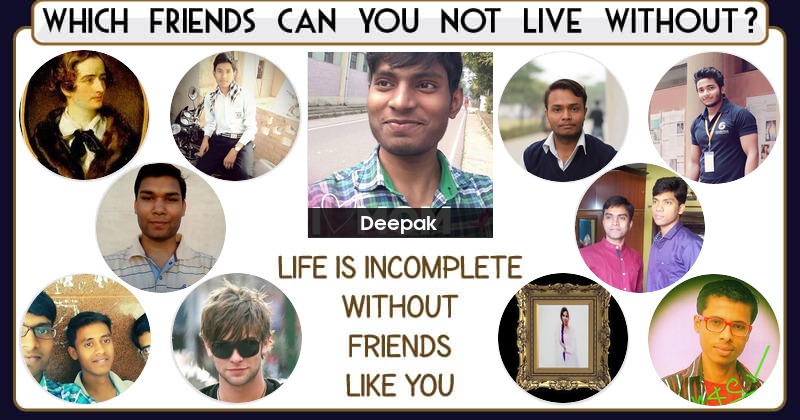 WHICH FRIENDS CAN YOU NOT LIVE WITHOUT?
Deepak
LIFE IS INCOMPLETE
WITHOUT
FRIENDS
LIKE YOU